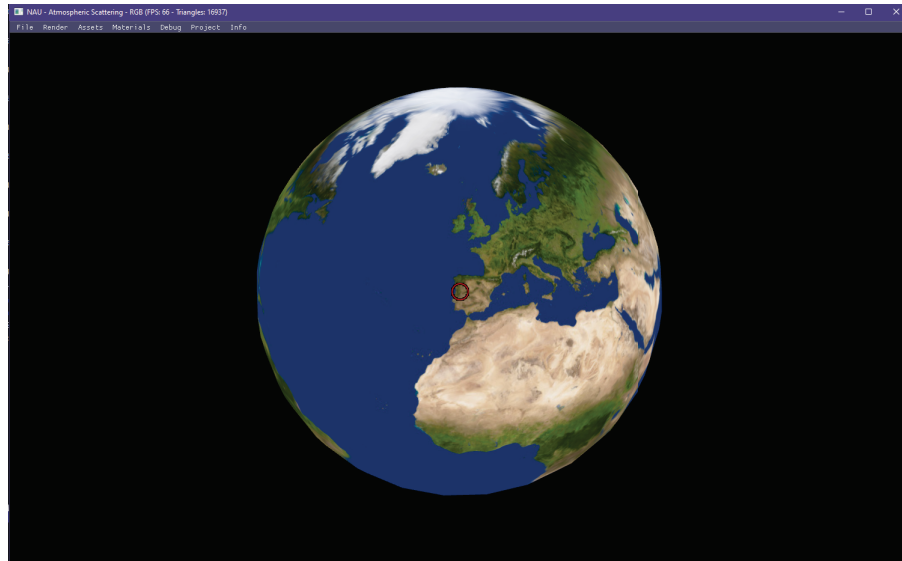 NAU - Atmospheric Scattering - RGB (FPS: 66 - Triangles: 16937)
File Render Assets Materials Debug Project Info